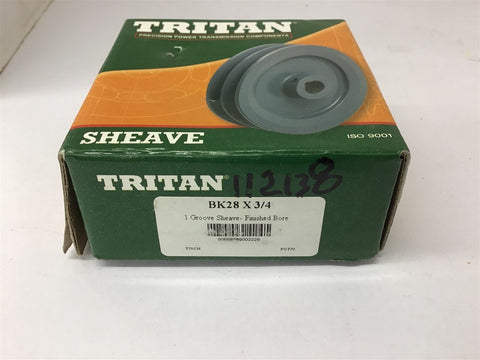 TRITAN
PRECISION POWER TRANSMISSION COMPONENTS
SHEAVE
ISO 9001
TRITAN
112138
BK28 X 3/4
1 Groove Sheave- Finished Bore